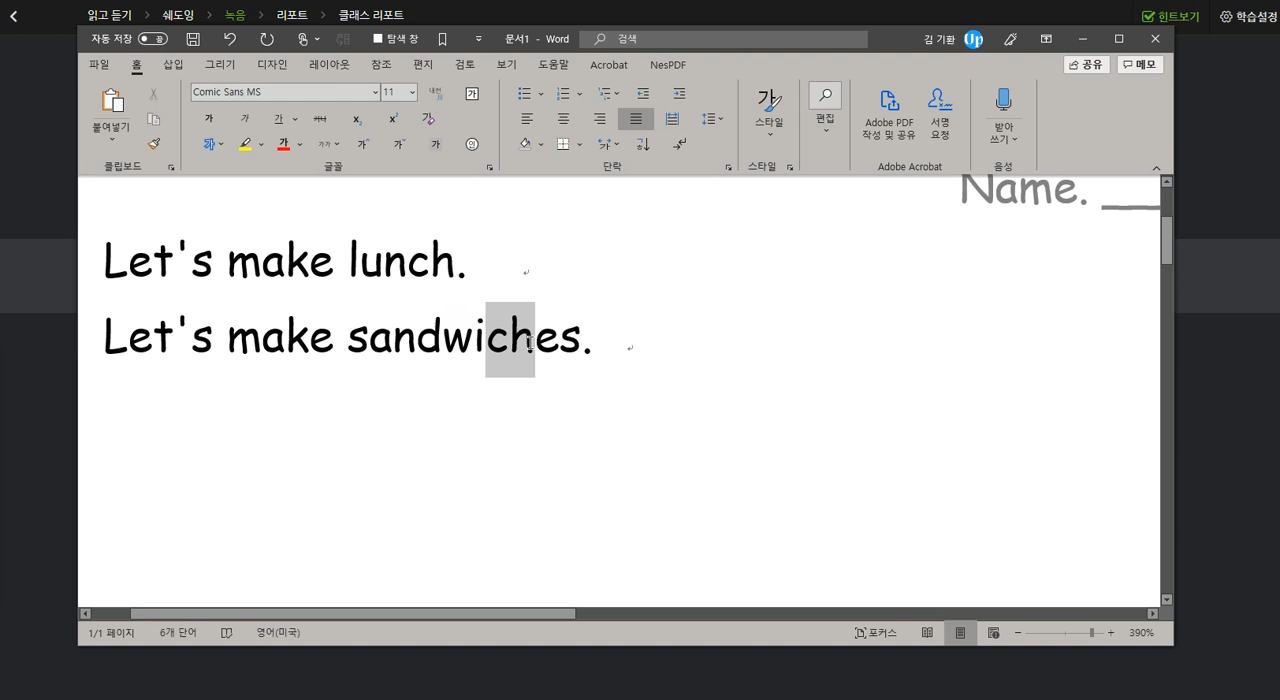 읽고 듣기 > 쉐도잉 > 녹음 > 리포트 > 클래스 리포트 힌트보기 학습설정
자동 저장 끔 탐색 창 문서1 - Word 검색 김 기환 Up
파일 홈 삽입 그리기 디자인 레이아웃 참조 편지 검토 보기 도움말 Acrobat NesPDF 공유 메모
Comic Sans MS 11
붙여넣기 스타일 편집 Adobe PDF 작성 및 공유 서명 요청 받아쓰기
클립보드 글꼴 단락 스타일 Adobe Acrobat 음성
Name. ____
Let's make lunch.
Let's make sandwiches.
1/1 페이지 6개 단어 영어(미국) 포커스 390%